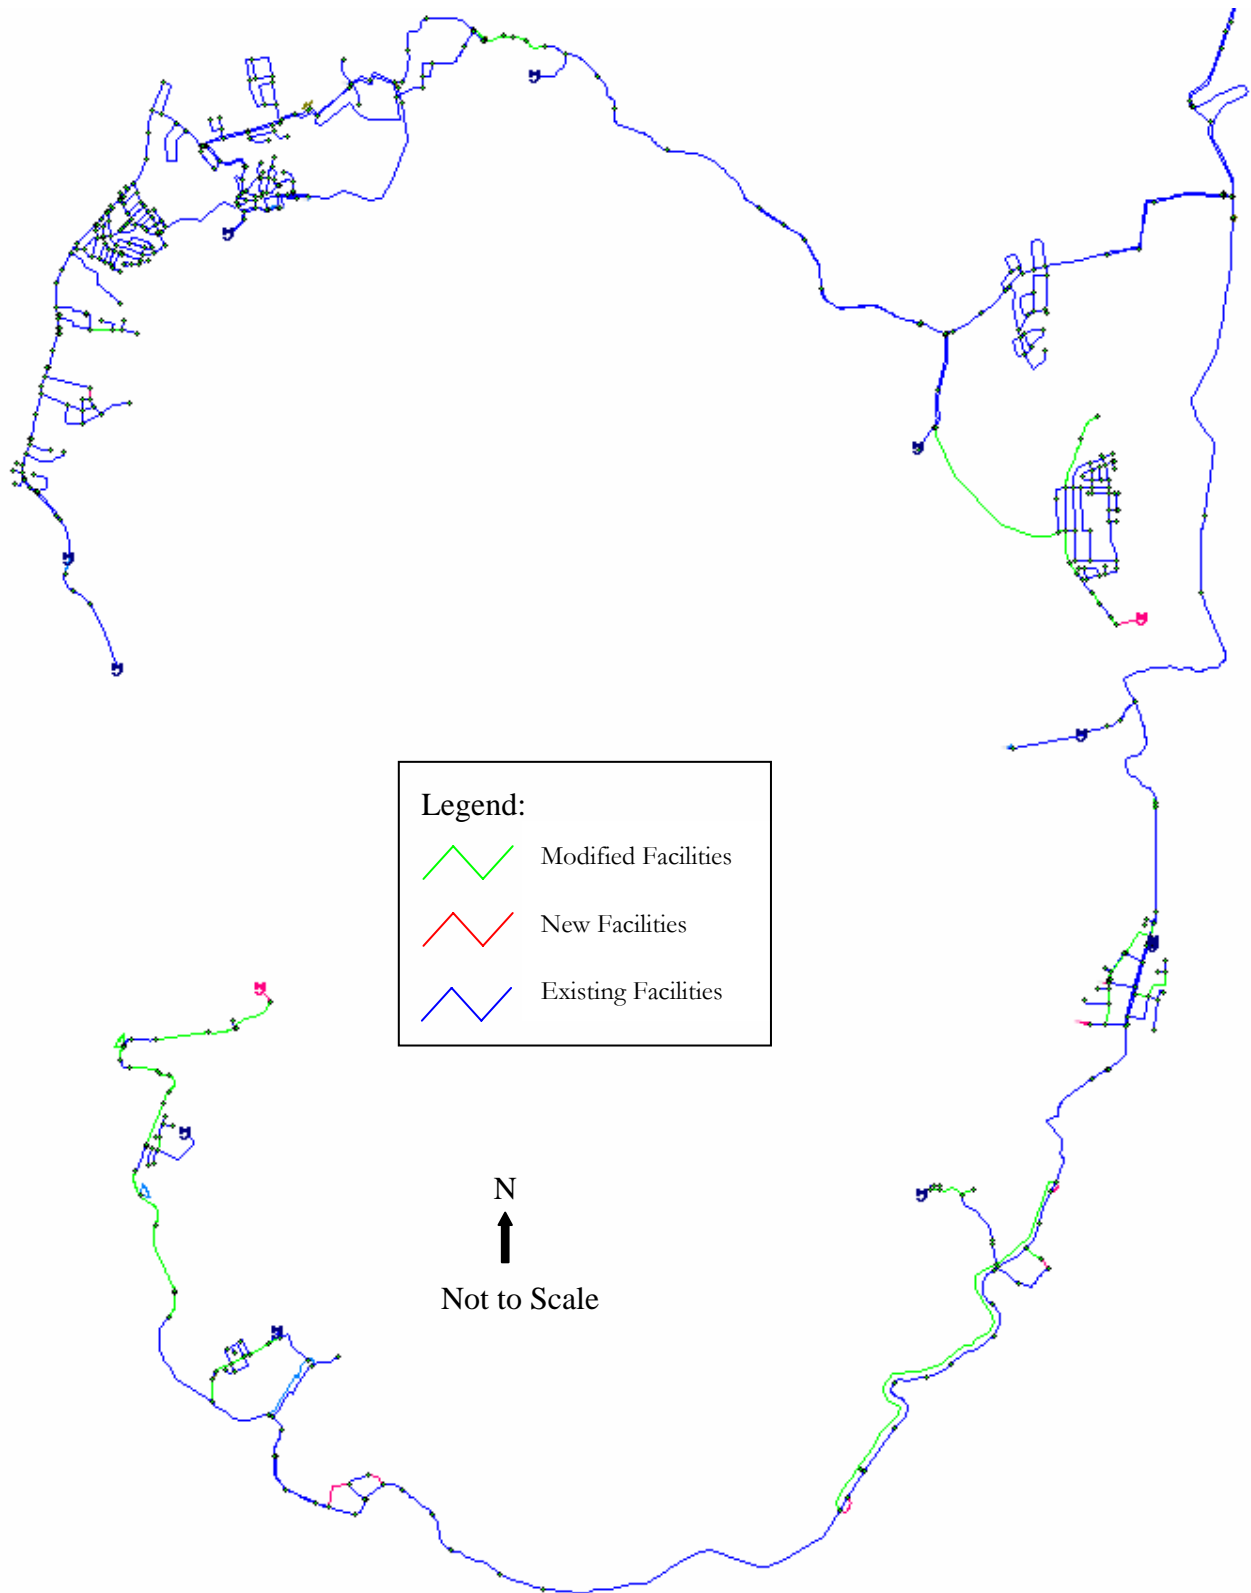 Legend:
Modified Facilities
New Facilities
Existing Facilities
N
Not to Scale